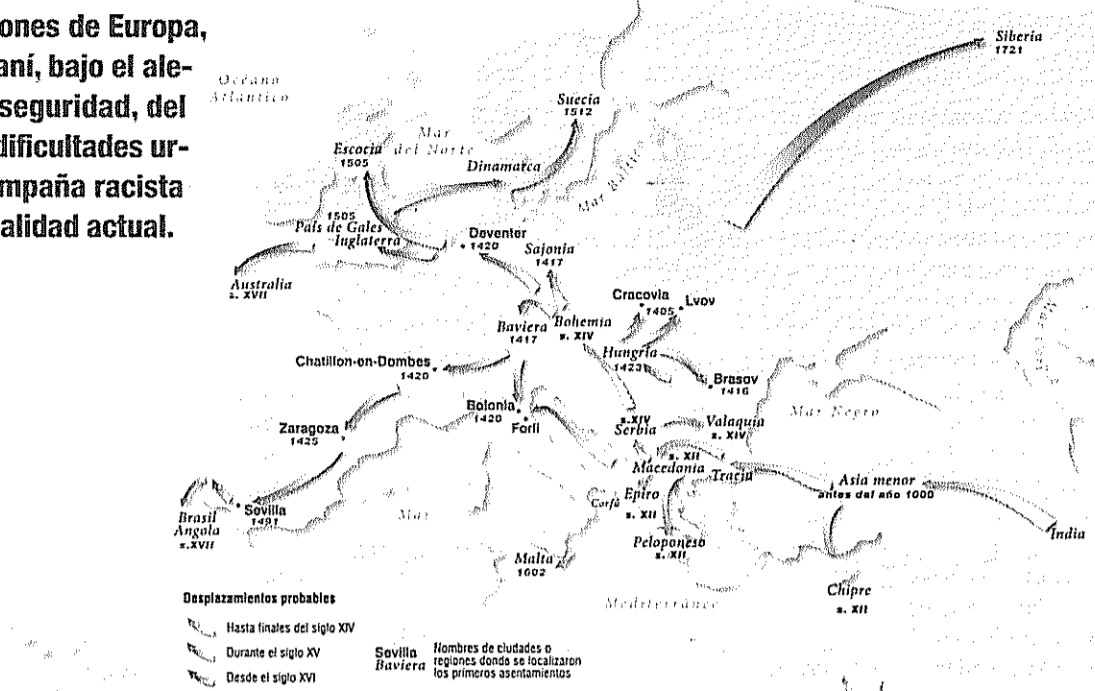 ones de Europa,
aní, bajo el ale-
seguridad, del
dificultades ur-
mpaña racista
alidad actual.
Océano
Atlántico
Siberia
1721
Suecia
1512
Mar
del Norte
Escocia
1505
Dinamarca
Mar Báltico
1505
País de Gales
Inglaterra
Deventer
1420
Sajonia
1417
Australia
s. XVII
Cracovia
1405
Lvov
Baviera
1417
Bohemia
s. XIV
Hungría
1423
Chatillon-en-Dombes
1420
Brasov
1416
Mar Negro
Bolonia
1420
Forlí
s. XIV
Serbia
Valaquia
s. XIV
Zaragoza
1425
s. XII
Macedonia
Tracia
Asia menor
antes del año 1000
India
Corfú
Epiro
s. XII
Sevilla
1491
Brasil
Angola
s.XVII
Mar
Peloponeso
s. XII
Malta
1602
Mediterráneo
Chipre
s. XII
Desplazamientos probables
Hasta finales del siglo XIV
Durante el siglo XV
Desde el siglo XVI
Sevilla
Baviera
Nombres de ciudades o
regiones donde se localizaron
los primeros asentamientos